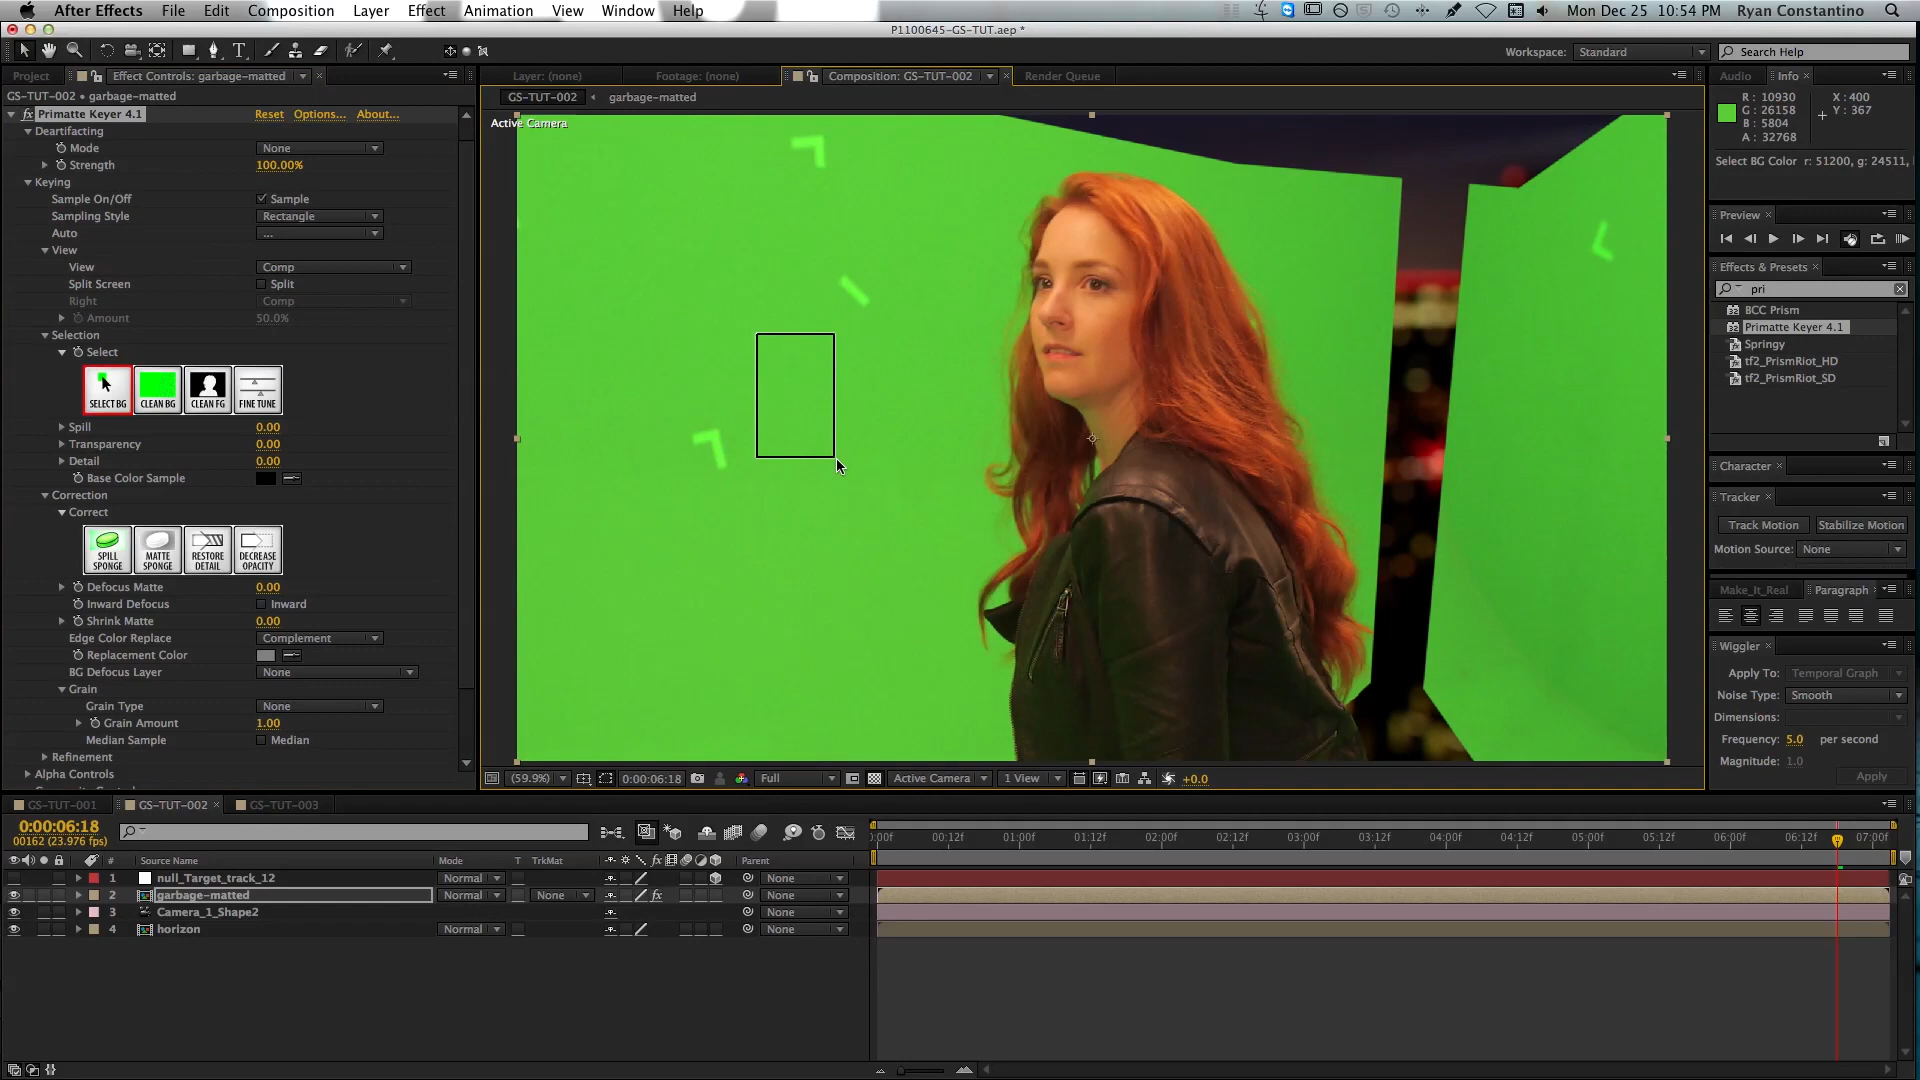 After Effects File Edit Composition Layer Effect Animation View Window Help Mon Dec 25 10:54 PM Ryan Constantino
P1100645-GS-TUT.aep *
Workspace: Standard Search Help
Project Effect Controls: garbage-matted Layer: (none) Footage: (none) Composition: GS-TUT-002 Render Queue Audio Info
GS-TUT-002 • garbage-matted
GS-TUT-002 garbage-matted
Active Camera
Primatte Keyer 4.1 Reset Options... About...
Deartifacting
Mode None
Strength 100.00%
Keying
Sample On/Off Sample
Sampling Style Rectangle
Auto ...
View
View Comp
Split Screen Split
Right Comp
Amount 50.0%
Selection
Select
SELECT BG CLEAN BG CLEAN FG FINE TUNE
Spill 0.00
Transparency 0.00
Detail 0.00
Base Color Sample
Correction
Correct
SPILL SPONGE MATTE SPONGE RESTORE DETAIL DECREASE OPACITY
Defocus Matte 0.00
Inward Defocus Inward
Shrink Matte 0.00
Edge Color Replace Complement
Replacement Color
BG Defocus Layer None
Grain
Grain Type None
Grain Amount 1.00
Median Sample Median
Refinement
Alpha Controls
(59.9%) 0:00:06:18 Full Active Camera 1 View +0.0
R : 10930 X : 400
G : 26158 Y : 367
B : 5804
A : 32768
Select BG Color r: 51200, g: 24511,
Preview
Effects & Presets
pri
BCC Prism
Primatte Keyer 4.1
Springy
tf2_PrismRiot_HD
tf2_PrismRiot_SD
Character
Tracker
Track Motion Stabilize Motion
Motion Source: None
Make_It_Real Paragraph
Wiggler
Apply To: Temporal Graph
Noise Type: Smooth
Dimensions:
Frequency: 5.0 per second
Magnitude: 1.0
Apply
GS-TUT-001 GS-TUT-002 GS-TUT-003
0:00:06:18
00162 (23.976 fps)
):00f 00:12f 01:00f 01:12f 02:00f 02:12f 03:00f 03:12f 04:00f 04:12f 05:00f 05:12f 06:00f 06:12f 07:00f
# Source Name Mode T TrkMat fx Parent
1 null_Target_track_12 Normal None
2 garbage-matted Normal None fx None
3 Camera_1_Shape2 None
4 horizon Normal None